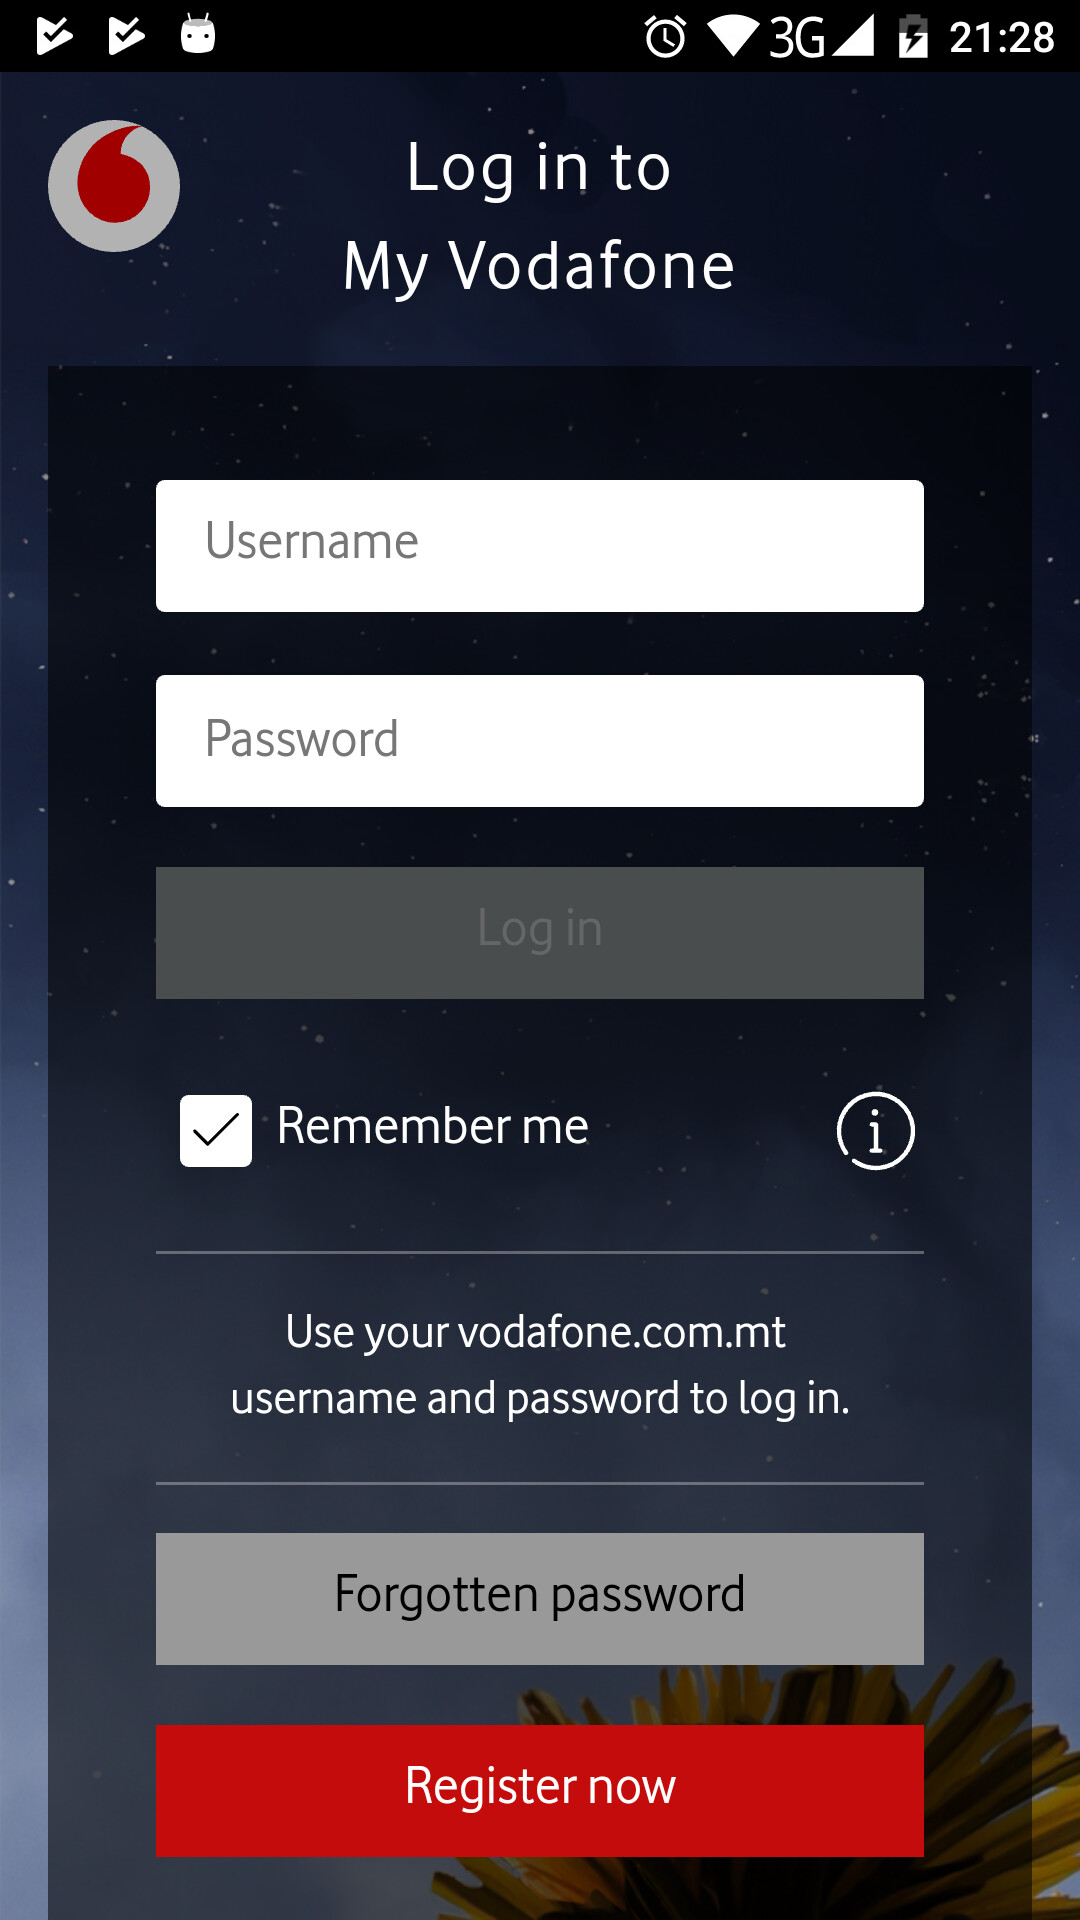 3G 21:28
Log in to
My Vodafone
Username
Password
Log in
Remember me
Use your vodafone.com.mt
username and password to log in.
Forgotten password
Register now